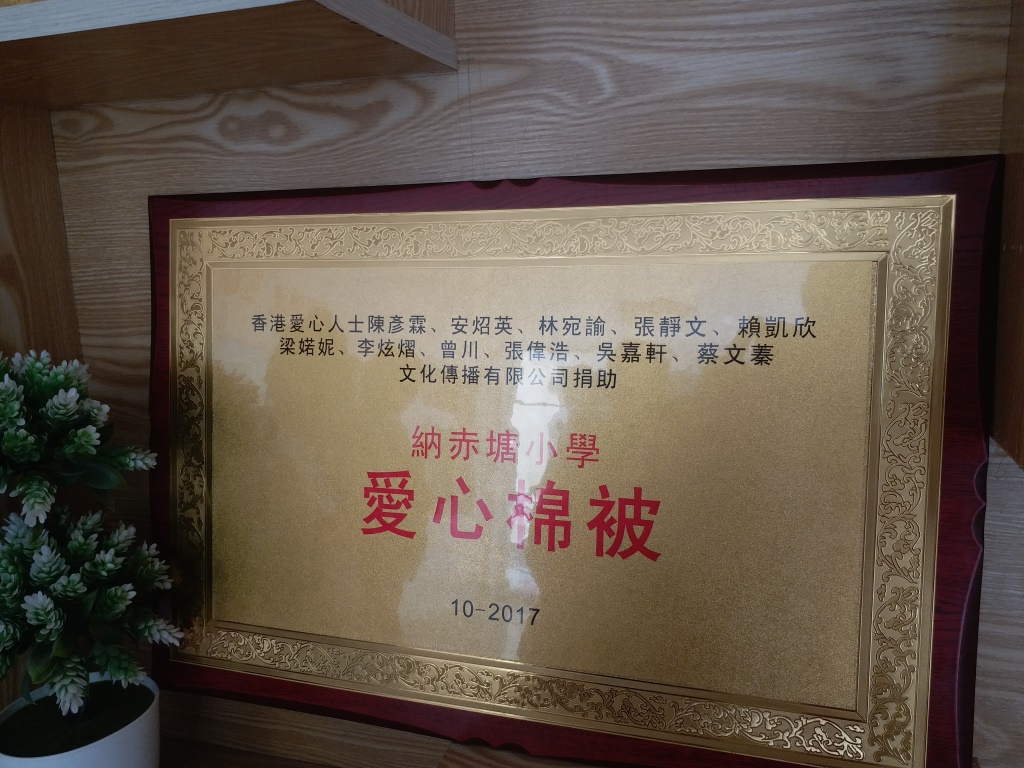 香港愛心人士陳彥霖、安炤英、林宛諭、張靜文、賴凱欣
梁婼妮、李炫熠、曾川、張偉浩、吳嘉軒、蔡文蓁
文化傳播有限公司捐助
納赤塘小學
愛心棉被
10-2017